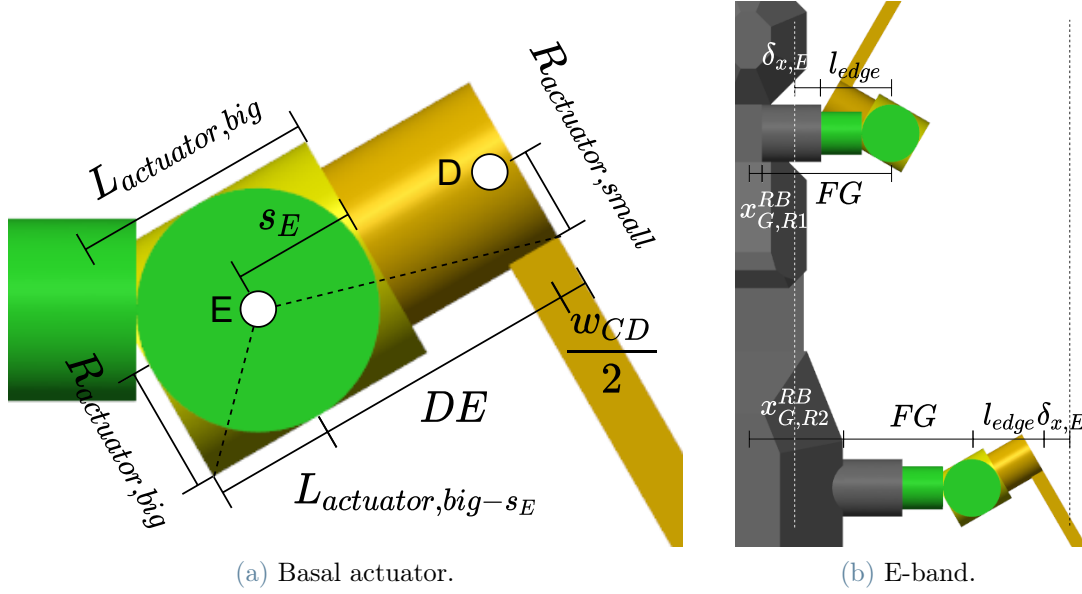 L_{actuator,big}
s_E
E
D
R_{actuator,small}
R_{actuator,big}
DE
\frac{w_{CD}}{2}
L_{actuator,big-s_E}
(a) Basal actuator.
δ_{x,E}
l_{edge}
FG
x^{RB}_{G,R1}
x^{RB}_{G,R2}
FG
l_{edge}
δ_{x,E}
(b) E-band.